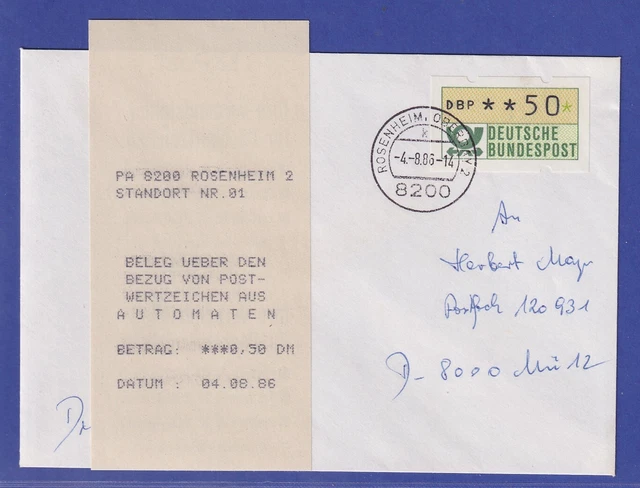 PA 8200 ROSENHEIM 2
STANDORT NR.01
BELEG UEBER DEN
BEZUG VON POST-
WERTZEICHEN AUS
A U T O M A T E N
BETRAG: ***0,50 DM
DATUM : 04.08.86
DBP **50*
DEUTSCHE
BUNDESPOST
ROSENHEIM, OBERBAY 2
k
-4.-8.86-14
8200
An
Herbert Mayr
Postfach 120931
D-8000 Mü 12